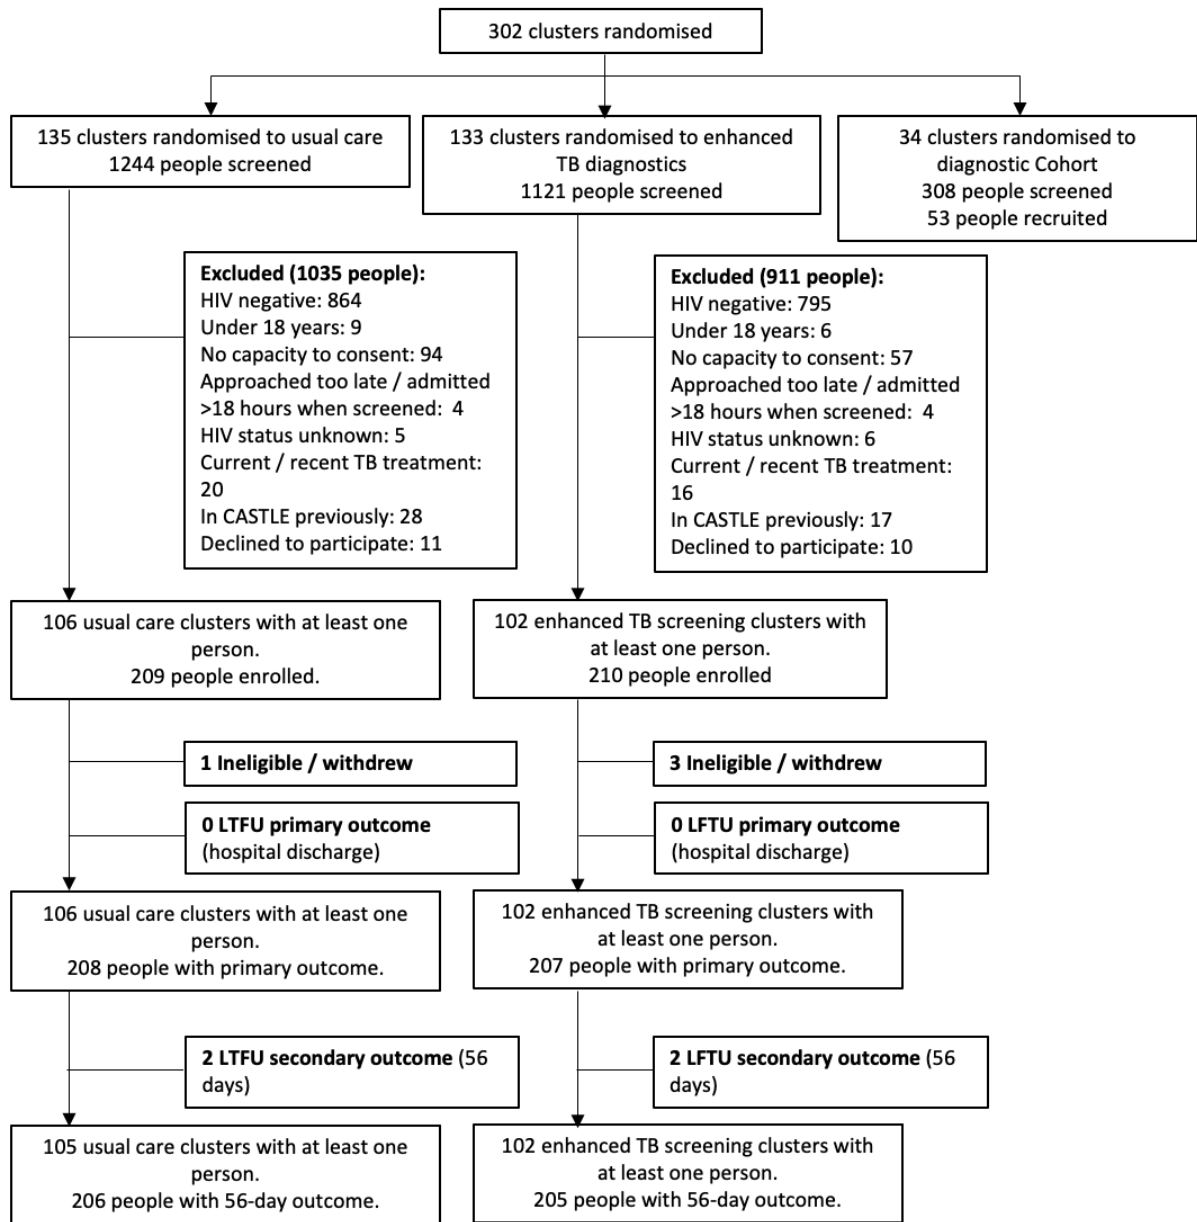 302 clusters randomised
135 clusters randomised to usual care
1244 people screened
133 clusters randomised to enhanced
TB diagnostics
1121 people screened
34 clusters randomised to
diagnostic Cohort
308 people screened
53 people recruited
Excluded (1035 people):
HIV negative: 864
Under 18 years: 9
No capacity to consent: 94
Approached too late / admitted
>18 hours when screened:  4
HIV status unknown: 5
Current / recent TB treatment:
20
In CASTLE previously: 28
Declined to participate: 11
Excluded (911 people):
HIV negative: 795
Under 18 years: 6
No capacity to consent: 57
Approached too late / admitted
>18 hours when screened:  4
HIV status unknown: 6
Current / recent TB treatment:
16
In CASTLE previously: 17
Declined to participate: 10
106 usual care clusters with at least one
person.
209 people enrolled.
102 enhanced TB screening clusters with
at least one person.
210 people enrolled
1 Ineligible / withdrew
3 Ineligible / withdrew
0 LTFU primary outcome
(hospital discharge)
0 LFTU primary outcome
(hospital discharge)
106 usual care clusters with at least one
person.
208 people with primary outcome.
102 enhanced TB screening clusters with
at least one person.
207 people with primary outcome.
2 LTFU secondary outcome (56
days)
2 LFTU secondary outcome (56
days)
105 usual care clusters with at least one
person.
206 people with 56-day outcome.
102 enhanced TB screening clusters with
at least one person.
205 people with 56-day outcome.